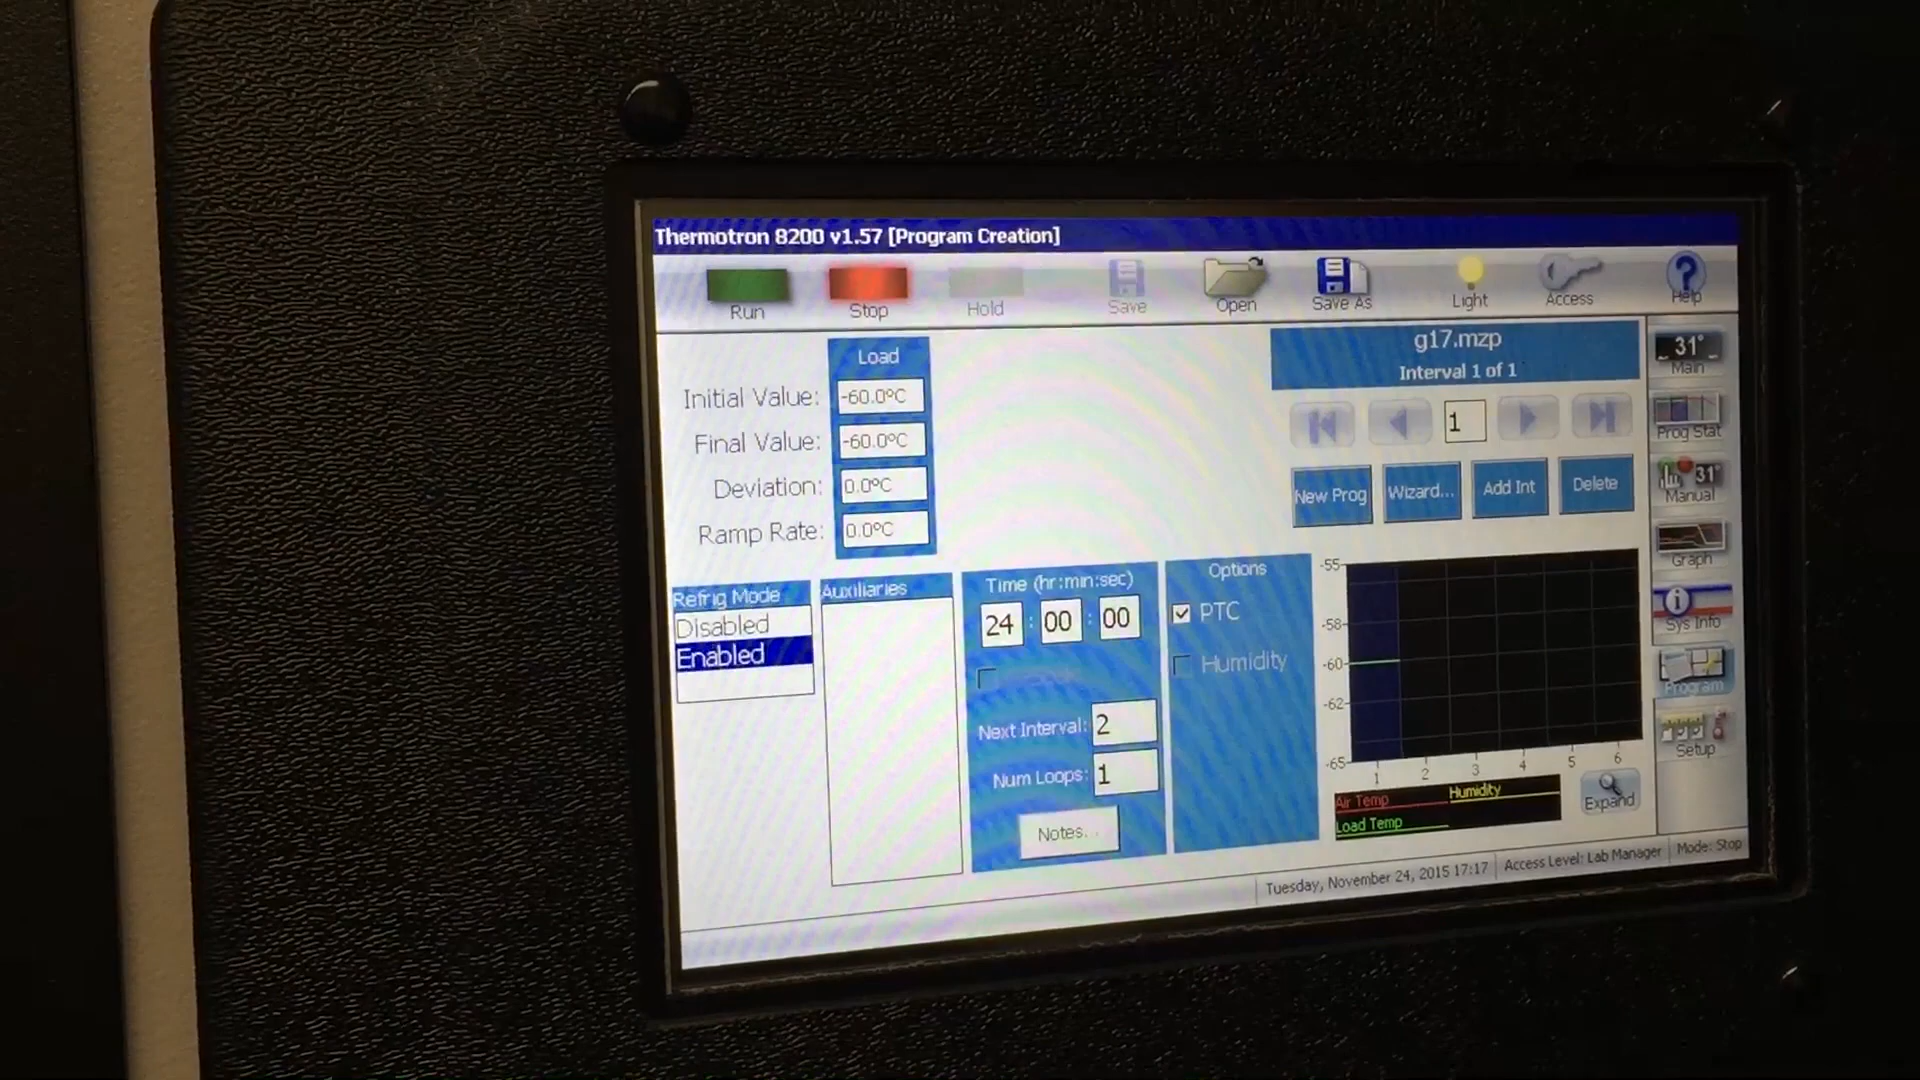 Thermotron 8200 v1.57 [Program Creation]
Run
Stop
Hold
Save
Open
Save As
Light
Access
? Help
Load
Initial Value: -60.0ºC
Final Value: -60.0ºC
Deviation: 0.0ºC
Ramp Rate: 0.0ºC
g17.mzp
Interval 1 of 1
1
New Prog
Wizard...
Add Int
Delete
31° Main
Prog Stat
31° Manual
Graph
i Sys Info
Program
Setup
Refrig Mode
Disabled
Enabled
Auxiliaries
Time (hr:min:sec)
24 : 00 : 00
Next Interval: 2
Num Loops: 1
Notes...
Options
PTC
Humidity
-55
-58
-60
-62
-65
1 2 3 4 5 6
Air Temp
Humidity
Load Temp
Expand
Tuesday, November 24, 2015 17:17
Access Level: Lab Manager
Mode: Stop